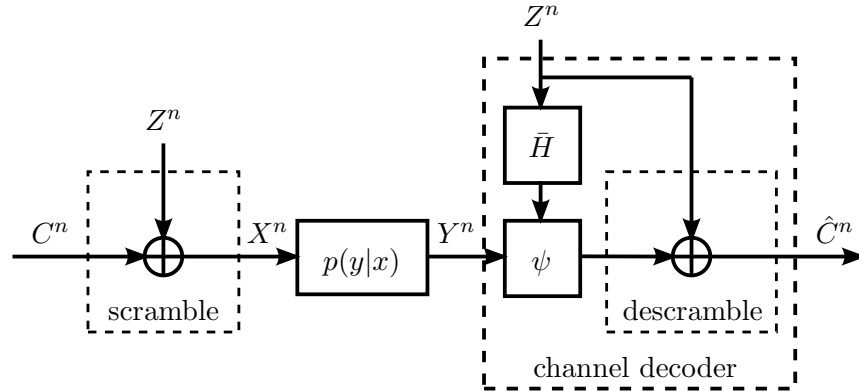 Z^n
Z^n
H̄
C^n
X^n
p(y|x)
Y^n
ψ
Ĉ^n
scramble
descramble
channel decoder